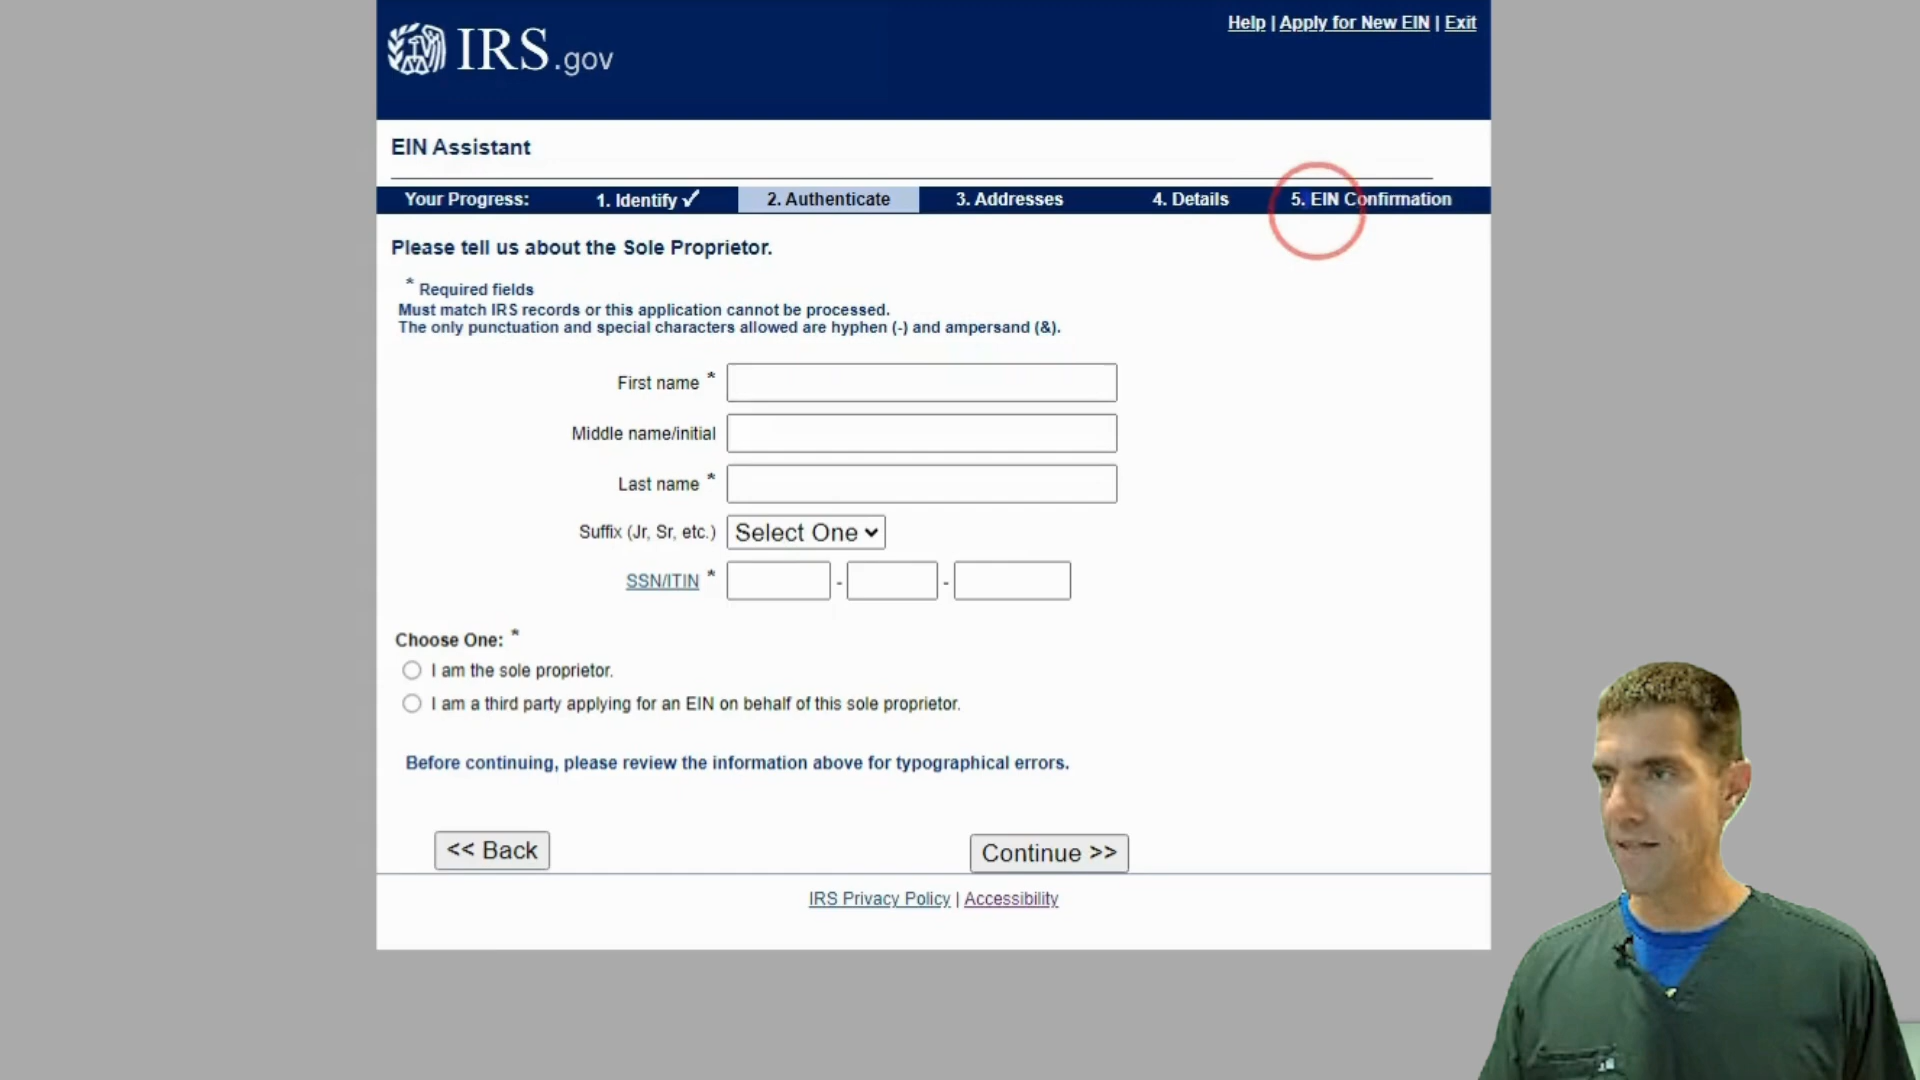 Help | Apply for New EIN | Exit
IRS.gov
EIN Assistant
Your Progress: 1. Identify ✓ 2. Authenticate 3. Addresses 4. Details 5. EIN Confirmation
Please tell us about the Sole Proprietor.
* Required fields
Must match IRS records or this application cannot be processed.
The only punctuation and special characters allowed are hyphen (-) and ampersand (&).
First name *
Middle name/initial
Last name *
Suffix (Jr, Sr, etc.) Select One
SSN/ITIN * - -
Choose One: *
I am the sole proprietor.
I am a third party applying for an EIN on behalf of this sole proprietor.
Before continuing, please review the information above for typographical errors.
<< Back Continue >>
IRS Privacy Policy | Accessibility